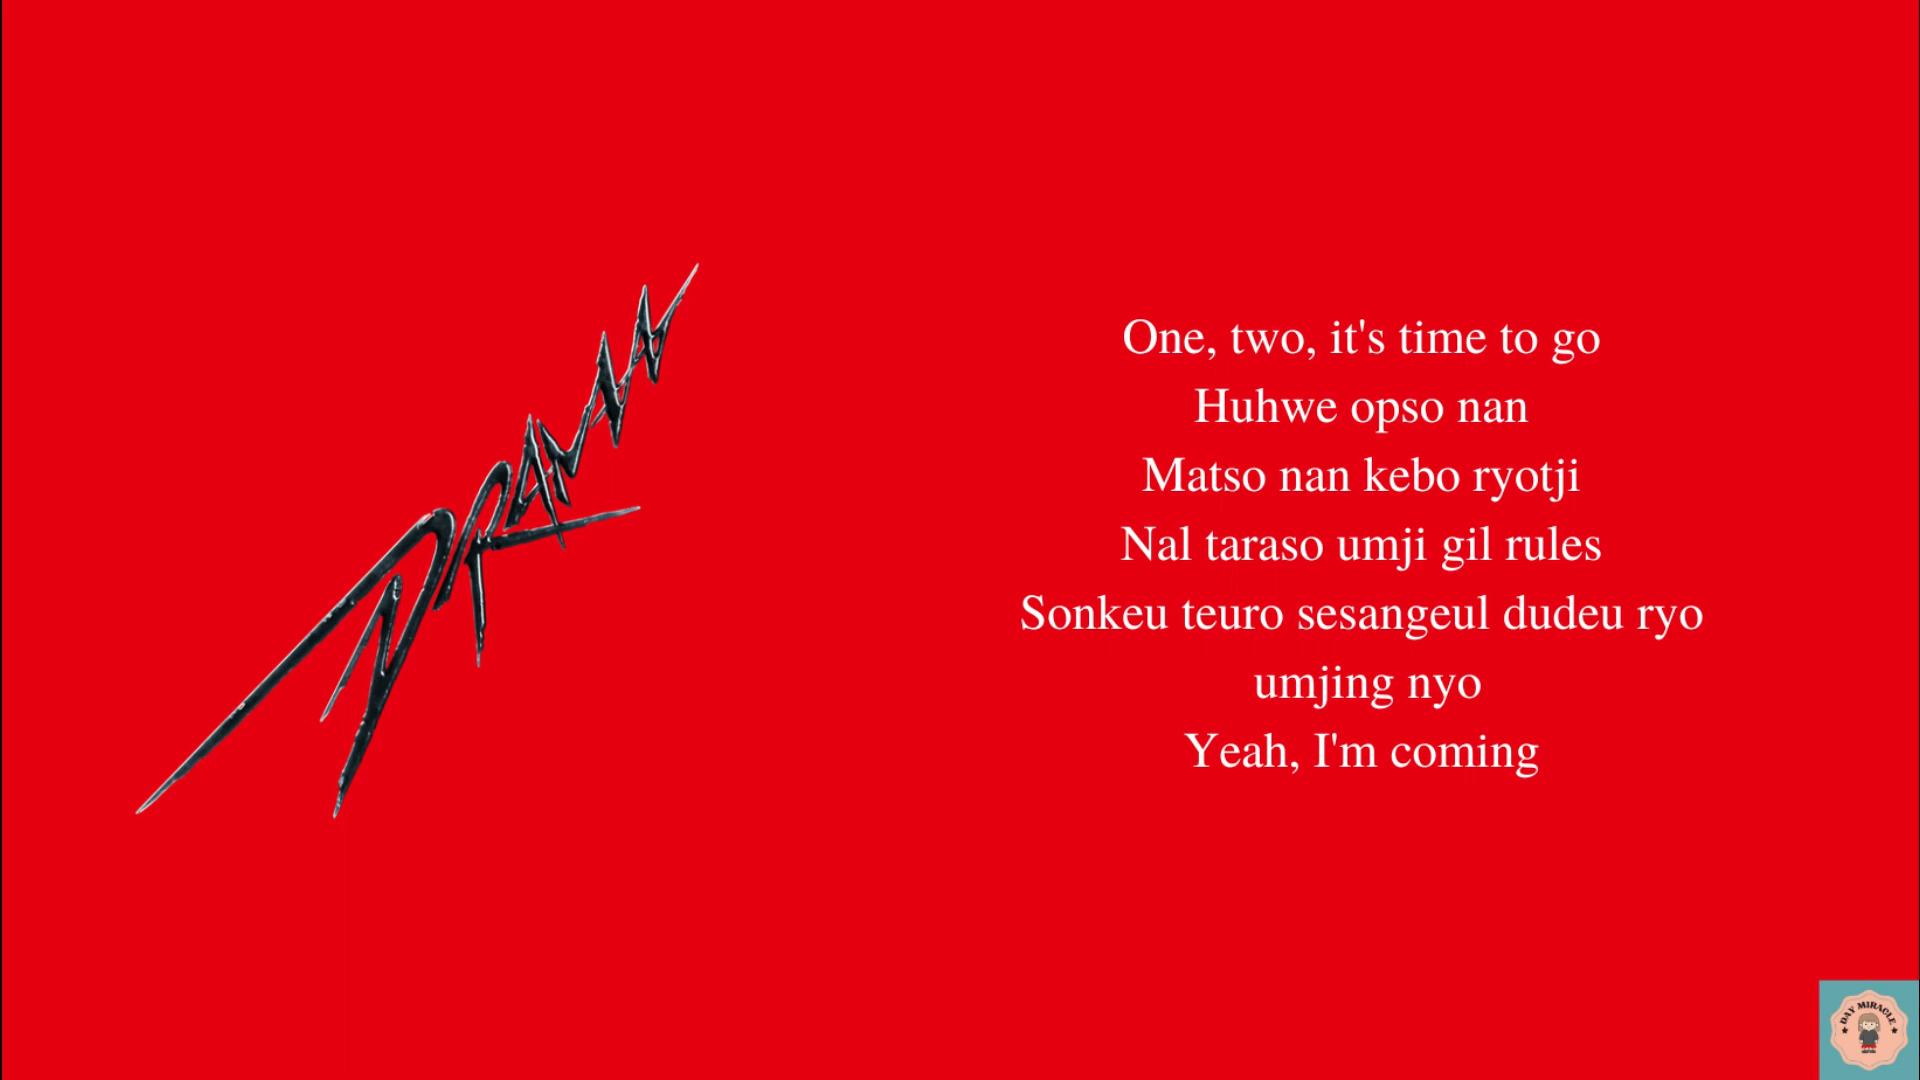 DRAMA
One, two, it's time to go
Huhwe opso nan
Matso nan kebo ryotji
Nal taraso umji gil rules
Sonkeu teuro sesangeul dudeu ryo
umjing nyo
Yeah, I'm coming
DAY MIRACLE